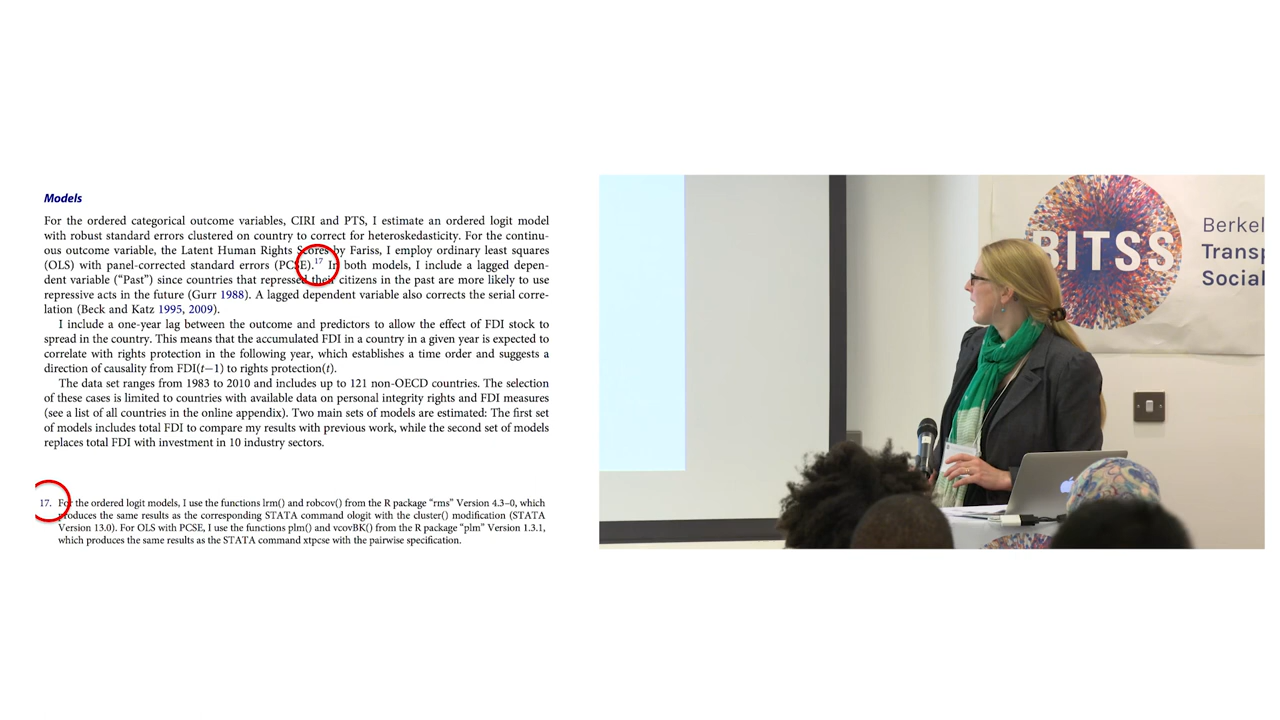 Models
For the ordered categorical outcome variables, CIRI and PTS, I estimate an ordered logit model
with robust standard errors clustered on country to correct for heteroskedasticity. For the continu-
ous outcome variable, the Latent Human Rights Scores by Fariss, I employ ordinary least squares
(OLS) with panel-corrected standard errors (PCSE).17 In both models, I include a lagged depen-
dent variable (“Past”) since countries that repressed their citizens in the past are more likely to use
repressive acts in the future (Gurr 1988). A lagged dependent variable also corrects the serial corre-
lation (Beck and Katz 1995, 2009).
I include a one-year lag between the outcome and predictors to allow the effect of FDI stock to
spread in the country. This means that the accumulated FDI in a country in a given year is expected to
correlate with rights protection in the following year, which establishes a time order and suggests a
direction of causality from FDI(t−1) to rights protection(t).
The data set ranges from 1983 to 2010 and includes up to 121 non-OECD countries. The selection
of these cases is limited to countries with available data on personal integrity rights and FDI measures
(see a list of all countries in the online appendix). Two main sets of models are estimated: The first set
of models includes total FDI to compare my results with previous work, while the second set of models
replaces total FDI with investment in 10 industry sectors.
17. For the ordered logit models, I use the functions lrm() and robcov() from the R package “rms” Version 4.3–0, which
produces the same results as the corresponding STATA command ologit with the cluster() modification (STATA
Version 13.0). For OLS with PCSE, I use the functions plm() and vcovBK() from the R package “plm” Version 1.3.1,
which produces the same results as the STATA command xtpcse with the pairwise specification.
BITSS
Berkel
Transp
Social